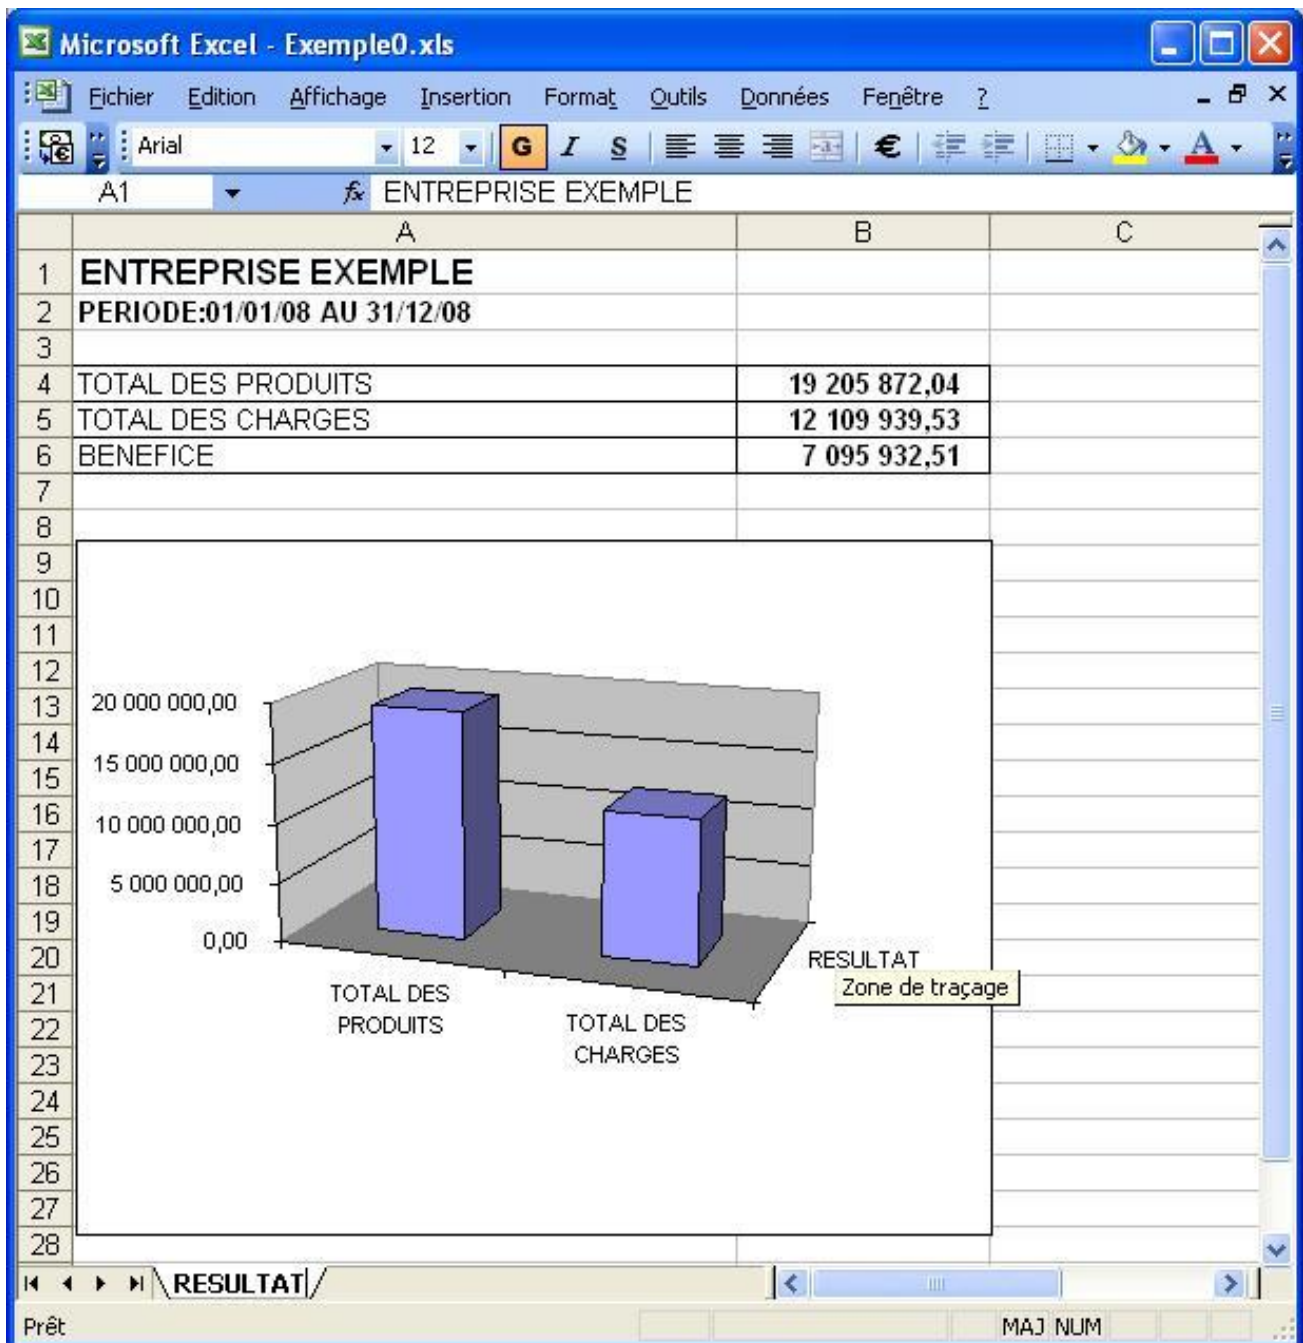 Microsoft Excel - Exemple0.xls
Fichier Edition Affichage Insertion Format Outils Données Fenêtre ?
Arial 12 G I S € A
A1 fx ENTREPRISE EXEMPLE
A B C
1 ENTREPRISE EXEMPLE
2 PERIODE:01/01/08 AU 31/12/08
3
4 TOTAL DES PRODUITS 19 205 872,04
5 TOTAL DES CHARGES 12 109 939,53
6 BENEFICE 7 095 932,51
7
8
9
10
11
12
13
14
15
16
17
18
19
20
21
22
23
24
25
26
27
28
20 000 000,00
15 000 000,00
10 000 000,00
5 000 000,00
0,00
TOTAL DES
PRODUITS
TOTAL DES
CHARGES
RESULTAT
Zone de traçage
RESULTAT
Prêt MAJ NUM